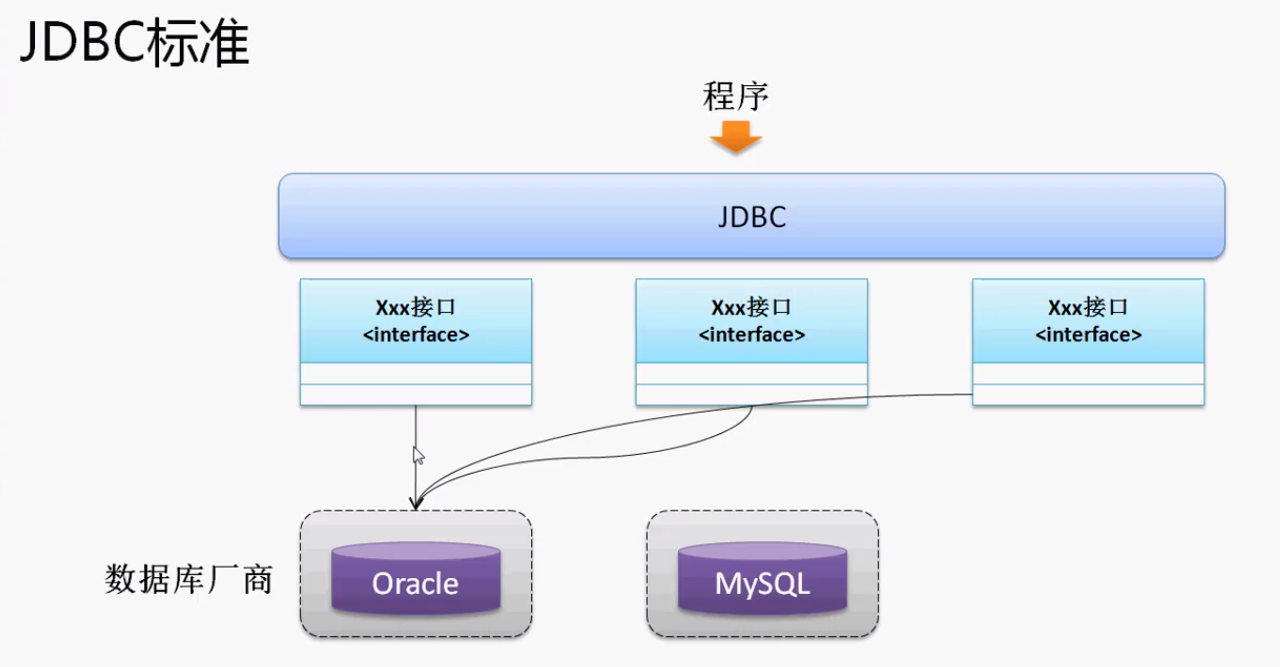 JDBC标准
程序
JDBC
Xxx接口
<interface>
Xxx接口
<interface>
Xxx接口
<interface>
数据库厂商
Oracle
MySQL